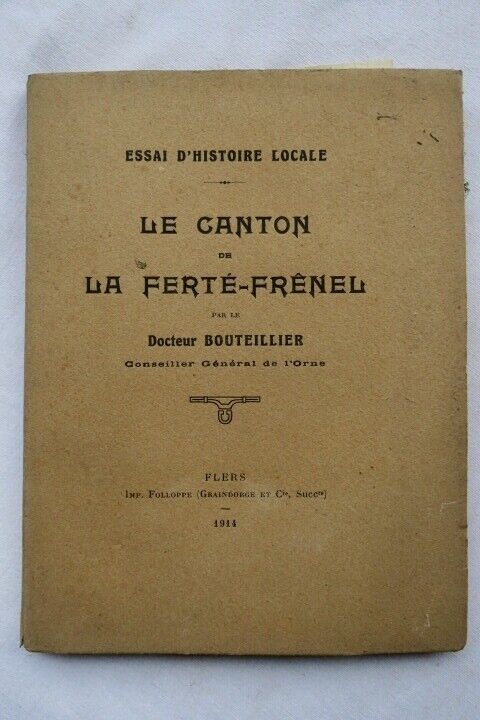 ESSAI D'HISTOIRE LOCALE
LE CANTON
DE
LA FERTÉ-FRÊNEL
PAR LE
Docteur BOUTEILLIER
Conseiller Général de l'Orne
FLERS
IMP. FOLLOPPE (GRAINDORGE ET Cie, SUCCrs)
1914